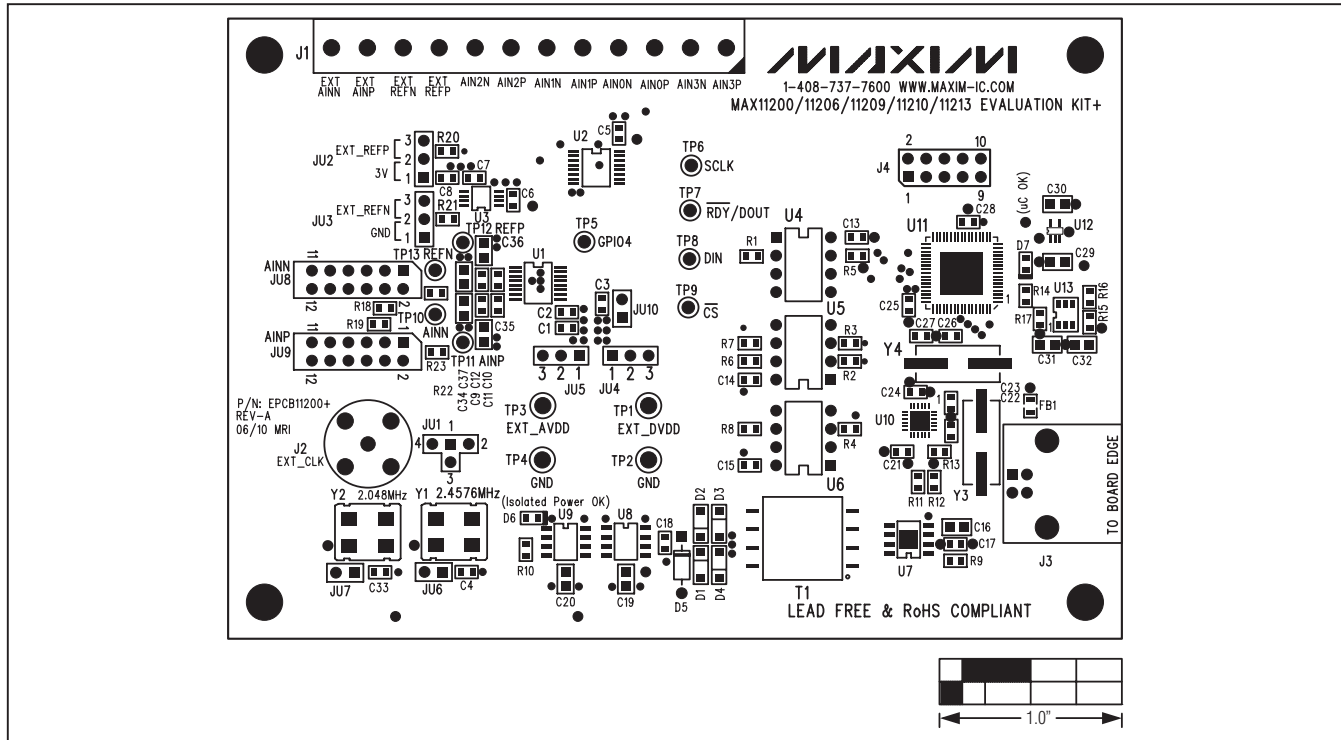 J1
EXT AINN
EXT AINP
EXT REFN
EXT REFP
AIN2N
AIN2P
AIN1N
AIN1P
AIN0N
AIN0P
AIN3N
AIN3P
MAXIM
1-408-737-7600 WWW.MAXIM-IC.COM
MAX11200/11206/11209/11210/11213 EVALUATION KIT+
U2
C5
TP6
SCLK
2
10
J4
1
9
3
R20
EXT_REFP
JU2
2
3V
1
C7
C8
U3
C6
TP7
RDY/DOUT
3
R21
EXT_REFN
JU3
2
GND
1
TP5
GPIO4
TP8
DIN
TP9
CS
U4
R1
C13
R5
U11
C28
(uC OK)
C30
U12
C29
D7
TP12 REFP
C36
TP13 REFN
U1
AINN
JU8
11
1
12
2
R18
R19
TP10
AINN
C35
C3
JU10
C2
C1
U5
C25
1
R14
U13
R16
R15
R17
1
C27
C26
C31
C32
AINP
JU9
11
1
12
2
R23
TP11 AINP
R22
C34 C37
C9 C12
C11 C10
3 2 1
JU5
1 2 3
JU4
R7
R6
C14
R3
R2
Y4
P/N: EPCB11200+
REV-A
06/10 MRI
J2
EXT_CLK
JU1
1
4
2
3
TP3
EXT_AVDD
TP1
EXT_DVDD
TP4
GND
TP2
GND
R8
R4
C15
U6
C24
U10
1
C23
C22
FB1
C21
R13
R11
R12
Y3
TO BOARD EDGE
J3
Y2 2.048MHz
Y1 2.4576MHz
(Isolated Power OK)
D6
U9
U8
R10
C18
D2
D3
D5
D1
D4
C20
C19
JU7
C33
JU6
C4
T1
U7
C16
C17
R9
LEAD FREE & RoHS COMPLIANT
1.0"